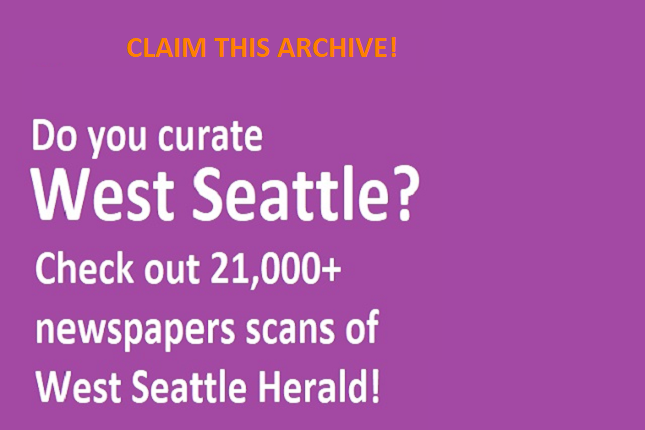 CLAIM THIS ARCHIVE!
Do you curate
West Seattle?
Check out 21,000+
newspapers scans of
West Seattle Herald!